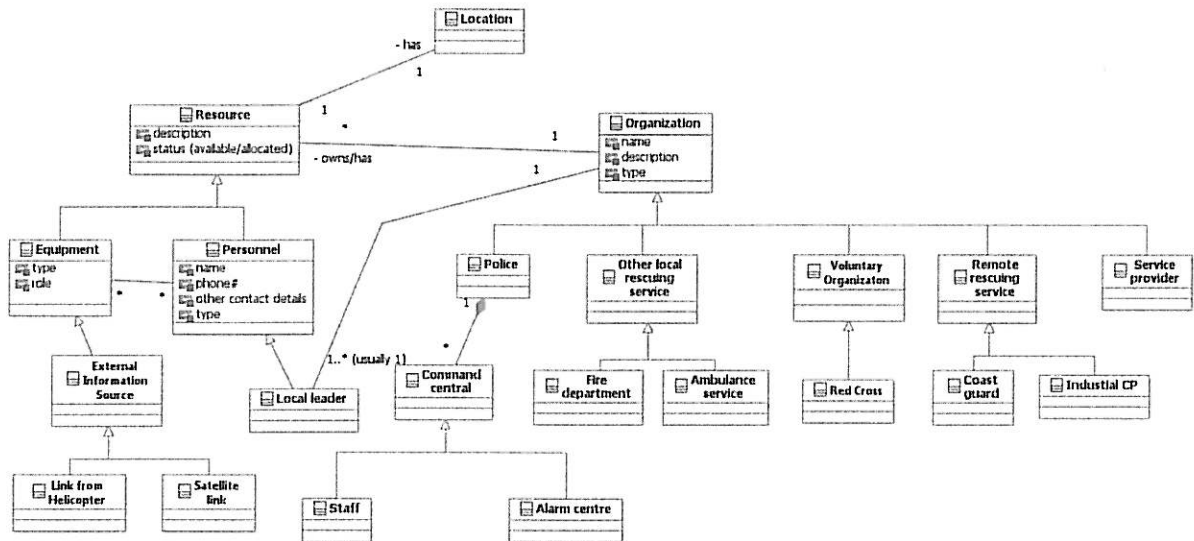 Location
- has
1
1
Resource
description
status (available/allocated)
*
- owns/has
1
1
Organization
name
description
type
Equipment
type
role
*
*
Personnel
name
phone#
other contact details
type
Police
1
*
Other local
rescuing
service
Voluntary
Organizaton
Remote
rescuing
service
Service
provider
External
Information
Source
Local leader
1..* (usually 1)
Command
central
Fire
department
Ambulance
service
Red Cross
Coast
guard
Industial CP
Link from
Helicopter
Satellite
link
Staff
Alarm centre